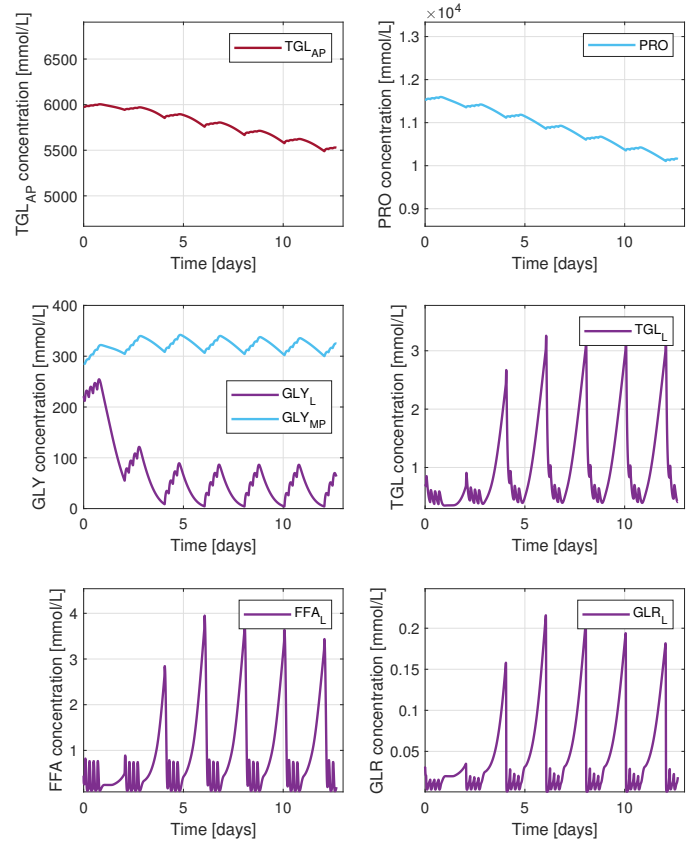 TGL_AP
6500
6000
5500
5000
0 5 10
Time [days]
TGL_AP concentration [mmol/L]
×10^4
PRO
1.3
1.2
1.1
1
0.9
0 5 10
Time [days]
PRO concentration [mmol/L]
GLY_L
GLY_MP
400
300
200
100
0
0 5 10
Time [days]
GLY concentration [mmol/L]
TGL_L
3
2
1
0 5 10
Time [days]
TGL concentration [mmol/L]
FFA_L
4
3
2
1
0 5 10
Time [days]
FFA concentration [mmol/L]
GLR_L
0.2
0.15
0.1
0.05
0 5 10
Time [days]
GLR concentration [mmol/L]